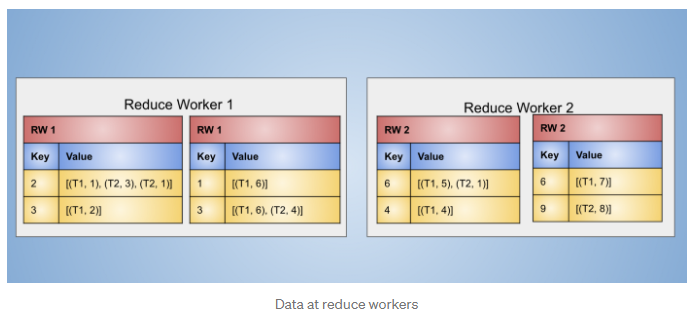 Reduce Worker 1
RW 1
Key Value
2 [(T1, 1), (T2, 3), (T2, 1)]
3 [(T1, 2)]
RW 1
Key Value
1 [(T1, 6)]
3 [(T1, 6), (T2, 4)]
Reduce Worker 2
RW 2
Key Value
6 [(T1, 5), (T2, 1)]
4 [(T1, 4)]
RW 2
Key Value
6 [(T1, 7)]
9 [(T2, 8)]
Data at reduce workers